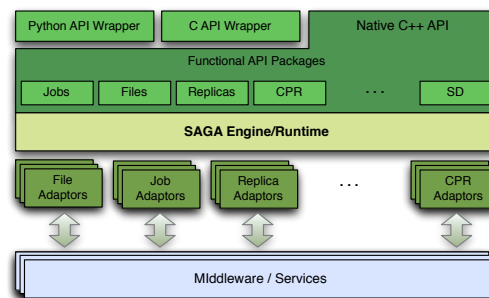 Python API Wrapper
C API Wrapper
Native C++ API
Functional API Packages
Jobs
Files
Replicas
CPR
. . .
SD
SAGA Engine/Runtime
File
Adaptors
Job
Adaptors
Replica
Adaptors
. . .
CPR
Adaptors
MIddleware / Services